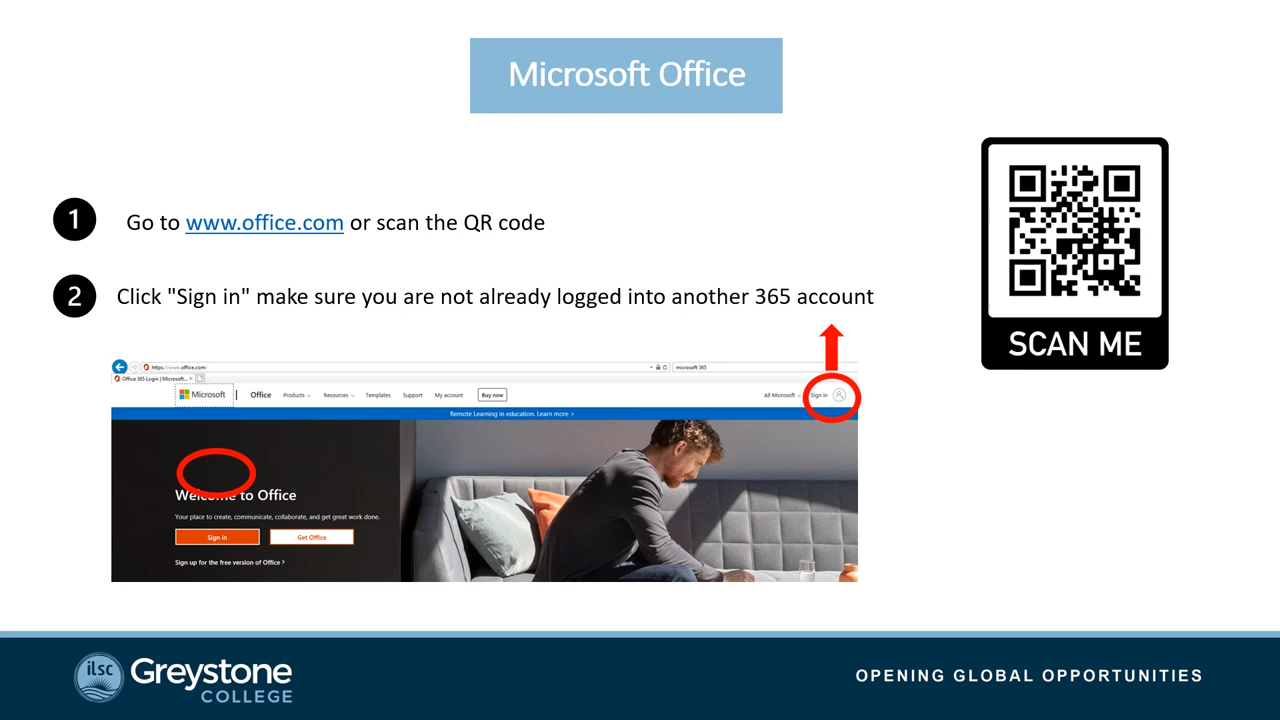 Microsoft Office
1 Go to www.office.com or scan the QR code
2 Click "Sign in" make sure you are not already logged into another 365 account
SCAN ME
https://www.office.com/
microsoft 365
Office 365 Login | Microsoft...
Microsoft | Office Products Resources Templates Support My account Buy now All Microsoft Sign in
Remote Learning in education. Learn more >
Welcome to Office
Your place to create, communicate, collaborate, and get great work done.
Sign in Get Office
Sign up for the free version of Office >
ilsc Greystone
COLLEGE
OPENING GLOBAL OPPORTUNITIES